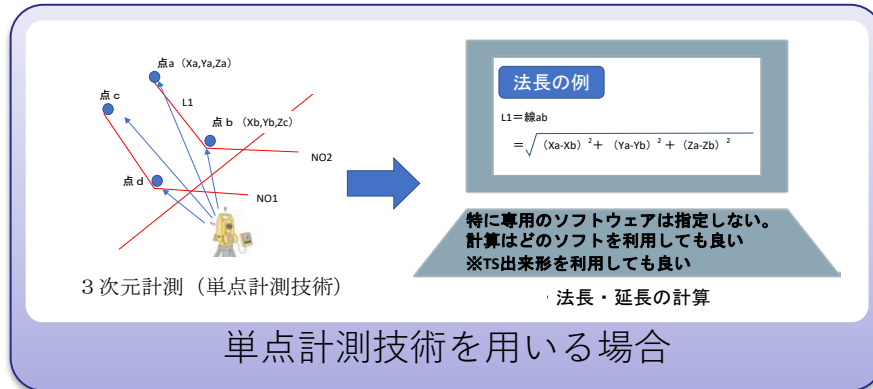 点a（Xa,Ya,Za）
点c
L1
点b（Xb,Yb,Zc）
NO2
点d
NO1
３次元計測（単点計測技術）
法長の例
L1＝線ab
＝√（Xa-Xb）²＋（Ya-Yb）²＋（Za-Zb）²
特に専用のソフトウェアは指定しない。
計算はどのソフトを利用しても良い
※TS出来形を利用しても良い
・法長・延長の計算
単点計測技術を用いる場合